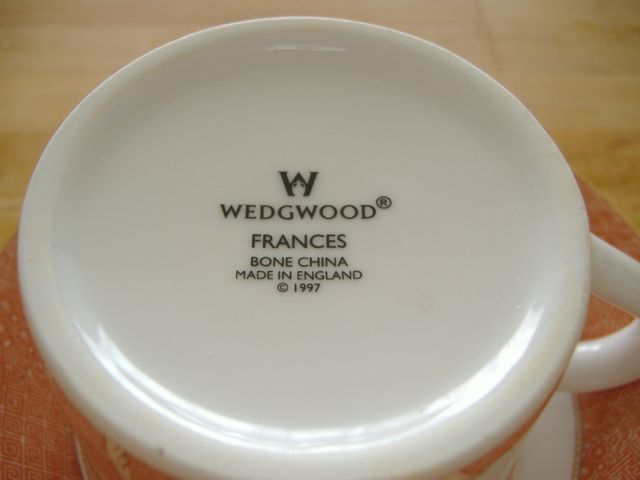 W
WEDGWOOD®
FRANCES
BONE CHINA
MADE IN ENGLAND
© 1997